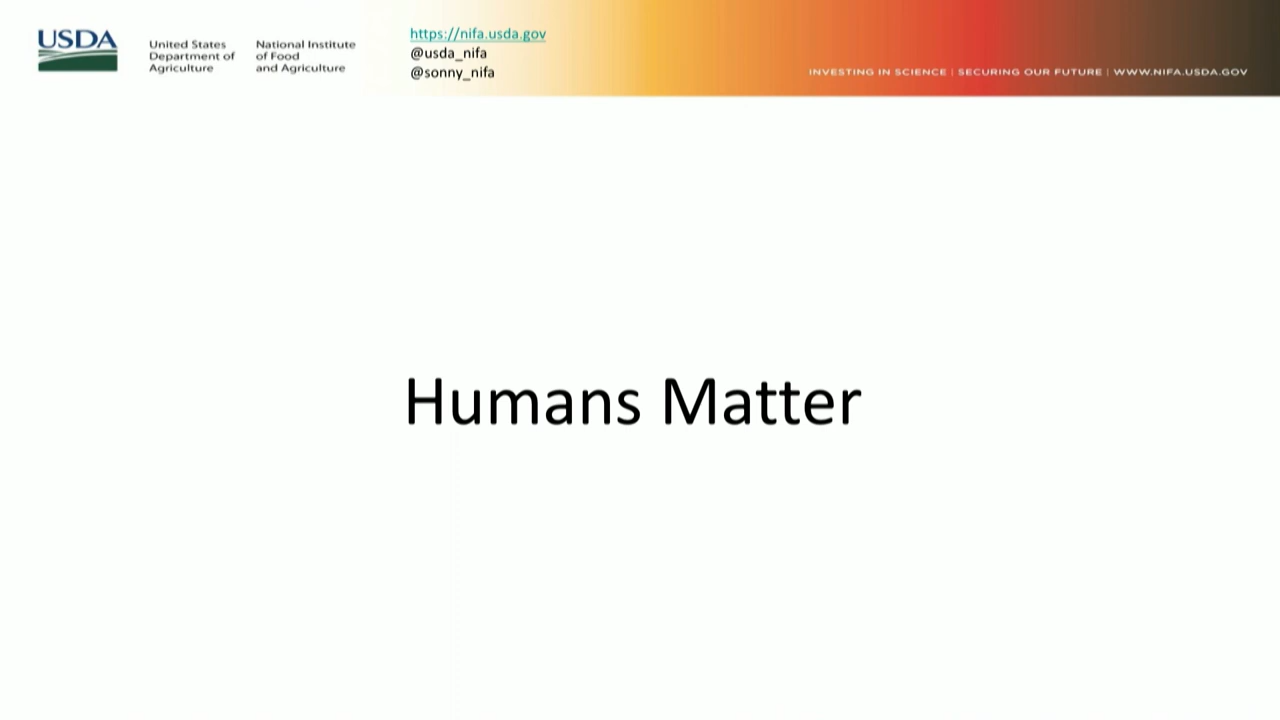 USDA
United States
Department of
Agriculture
National Institute
of Food
and Agriculture
https://nifa.usda.gov
@usda_nifa
@sonny_nifa
INVESTING IN SCIENCE | SECURING OUR FUTURE | WWW.NIFA.USDA.GOV
Humans Matter